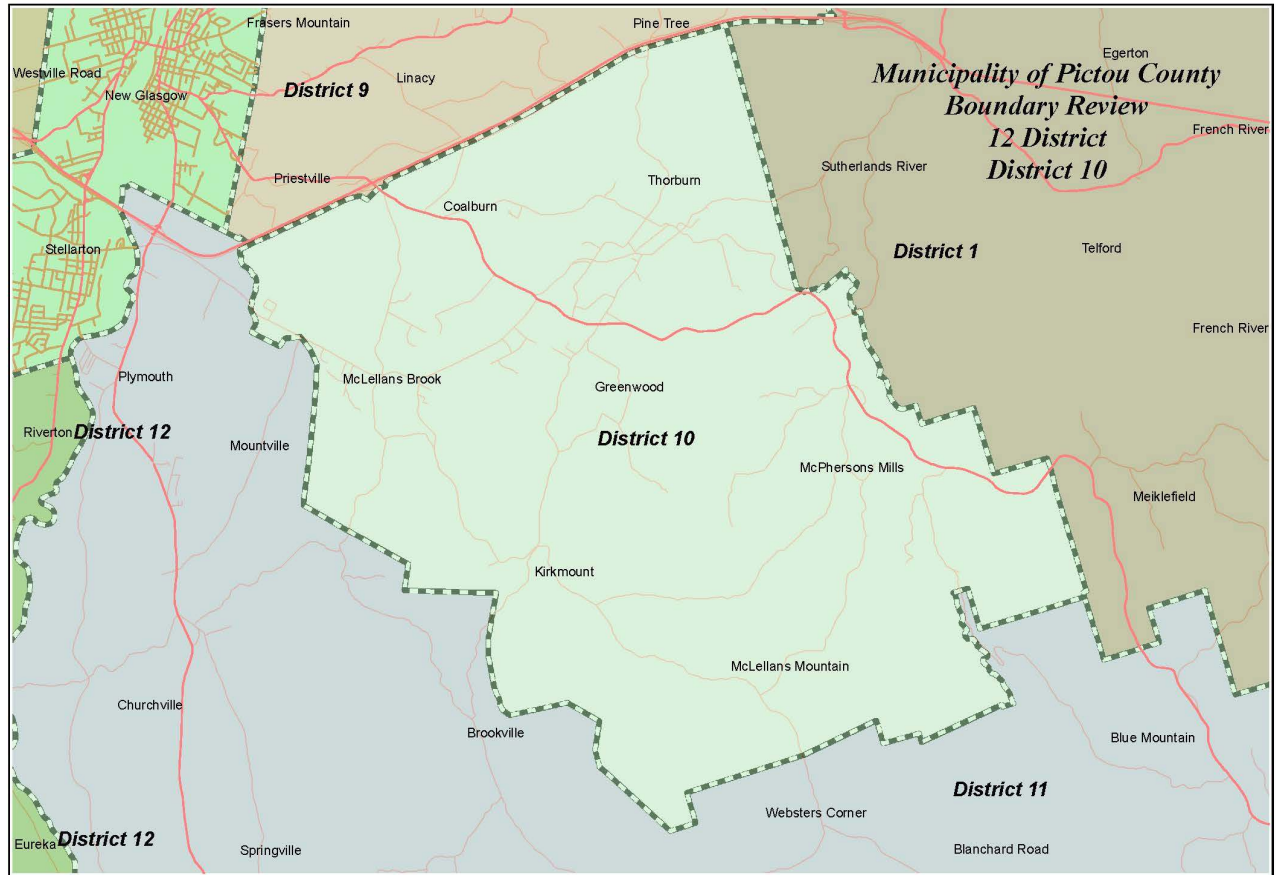 Frasers Mountain
Pine Tree
Egerton
Westville Road
Linacy
District 9
New Glasgow
Municipality of Pictou County
Boundary Review
12 District
District 10
French River
Sutherlands River
Priestville
Thorburn
Coalburn
Stellarton
District 1
Telford
French River
Plymouth
McLellans Brook
Greenwood
Riverton
District 12
Mountville
District 10
McPhersons Mills
Meiklefield
Kirkmount
McLellans Mountain
Churchville
Brookville
Blue Mountain
District 11
Websters Corner
Eureka
District 12
Springville
Blanchard Road